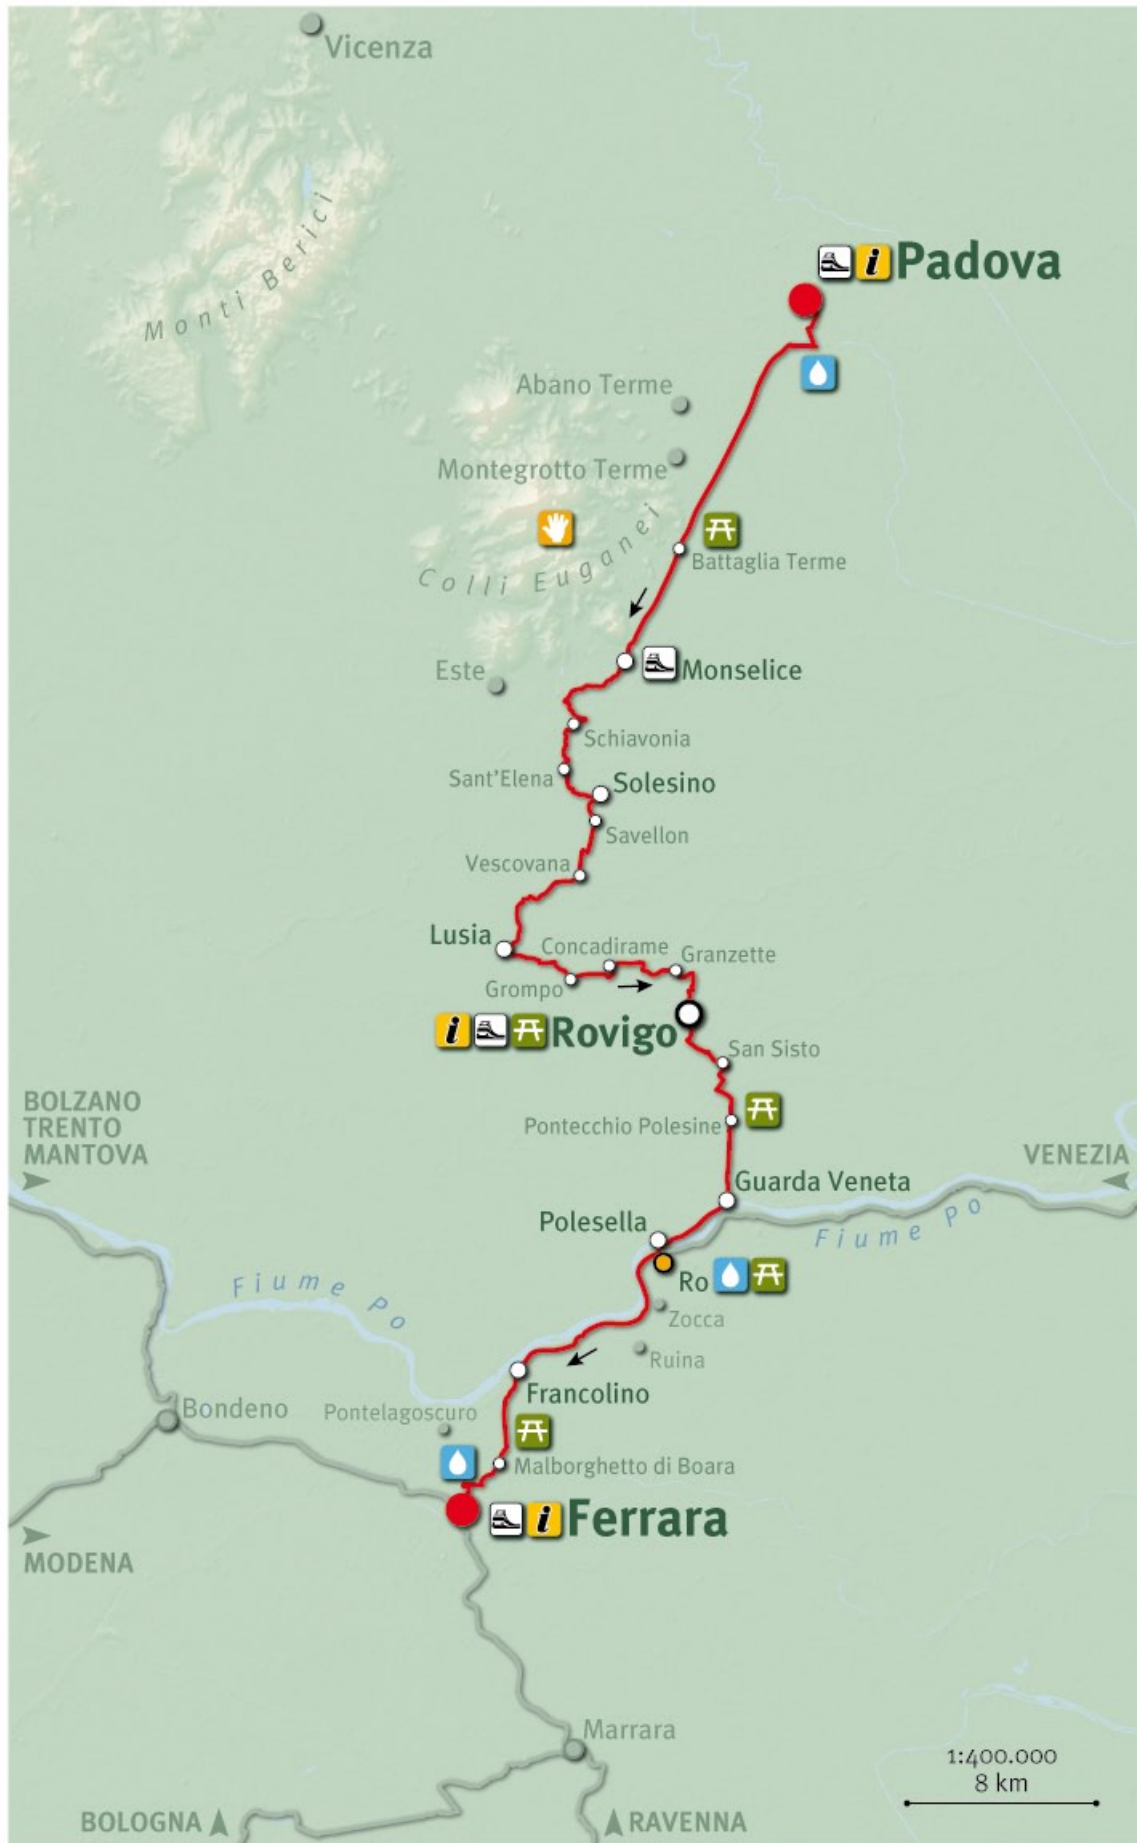 Vicenza
Monti Berici
i Padova
Abano Terme
Montegrotto Terme
Colli Euganei
Battaglia Terme
Este
Monselice
Schiavonia
Sant'Elena
Solesino
Savellon
Vescovana
Lusia
Concadirame
Granzette
Grompo
i Rovigo
San Sisto
BOLZANO
TRENTO
MANTOVA
Pontecchio Polesine
VENEZIA
Guarda Veneta
Polesella
Fiume Po
Fiume Po
Ro
Zocca
Ruina
Francolino
Bondeno
Pontelagoscuro
Malborghetto di Boara
i Ferrara
MODENA
Marrara
1:400.000
8 km
BOLOGNA
RAVENNA